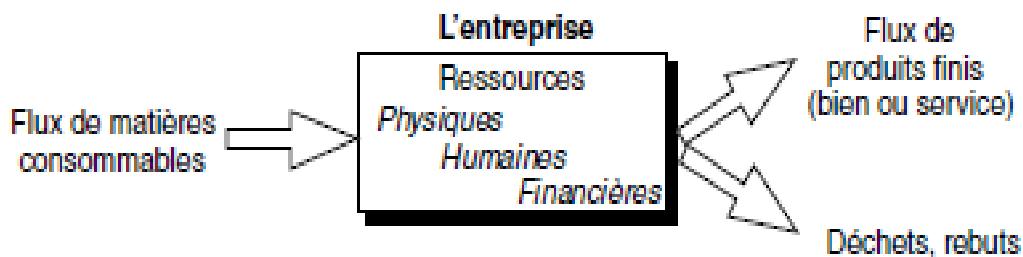 L'entreprise
Ressources
Physiques
Humaines
Financières
Flux de matières
consommables
Flux de
produits finis
(bien ou service)
Déchets, rebuts